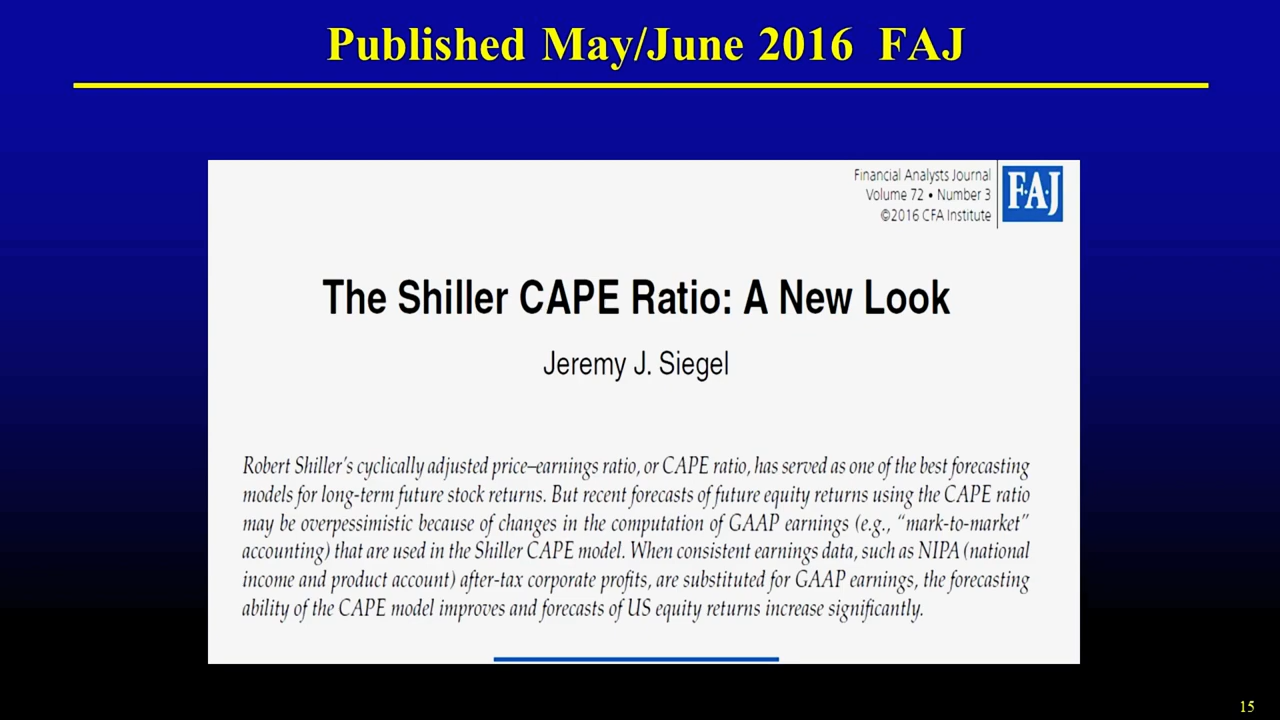 Published May/June 2016 FAJ
Financial Analysts Journal
Volume 72 • Number 3
©2016 CFA Institute
F·A·J
The Shiller CAPE Ratio: A New Look
Jeremy J. Siegel
Robert Shiller’s cyclically adjusted price–earnings ratio, or CAPE ratio, has served as one of the best forecasting
models for long-term future stock returns. But recent forecasts of future equity returns using the CAPE ratio
may be overpessimistic because of changes in the computation of GAAP earnings (e.g., “mark-to-market”
accounting) that are used in the Shiller CAPE model. When consistent earnings data, such as NIPA (national
income and product account) after-tax corporate profits, are substituted for GAAP earnings, the forecasting
ability of the CAPE model improves and forecasts of US equity returns increase significantly.
15